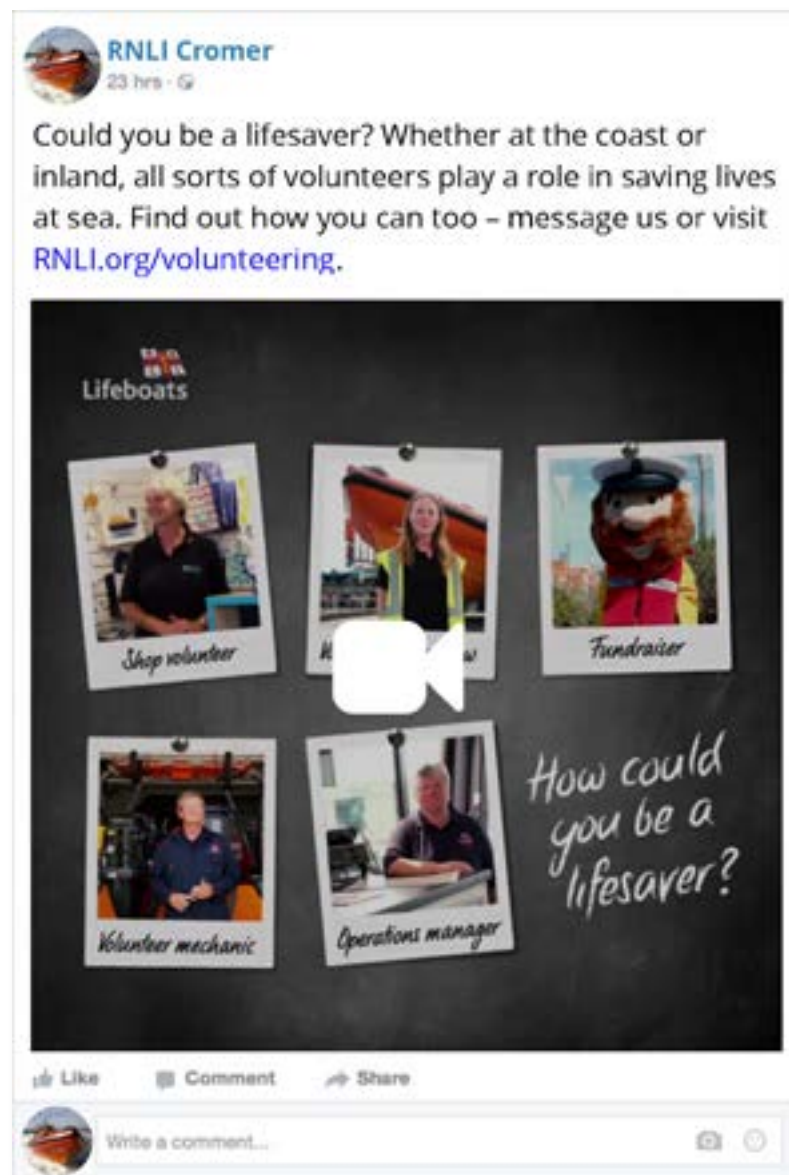 RNLI Cromer
23 hrs ·
Could you be a lifesaver? Whether at the coast or
inland, all sorts of volunteers play a role in saving lives
at sea. Find out how you can too – message us or visit
RNLI.org/volunteering.
Lifeboats
Shop volunteer
Fundraiser
Volunteer mechanic
Operations manager
How could
you be a
lifesaver?
Like Comment Share
Write a comment...